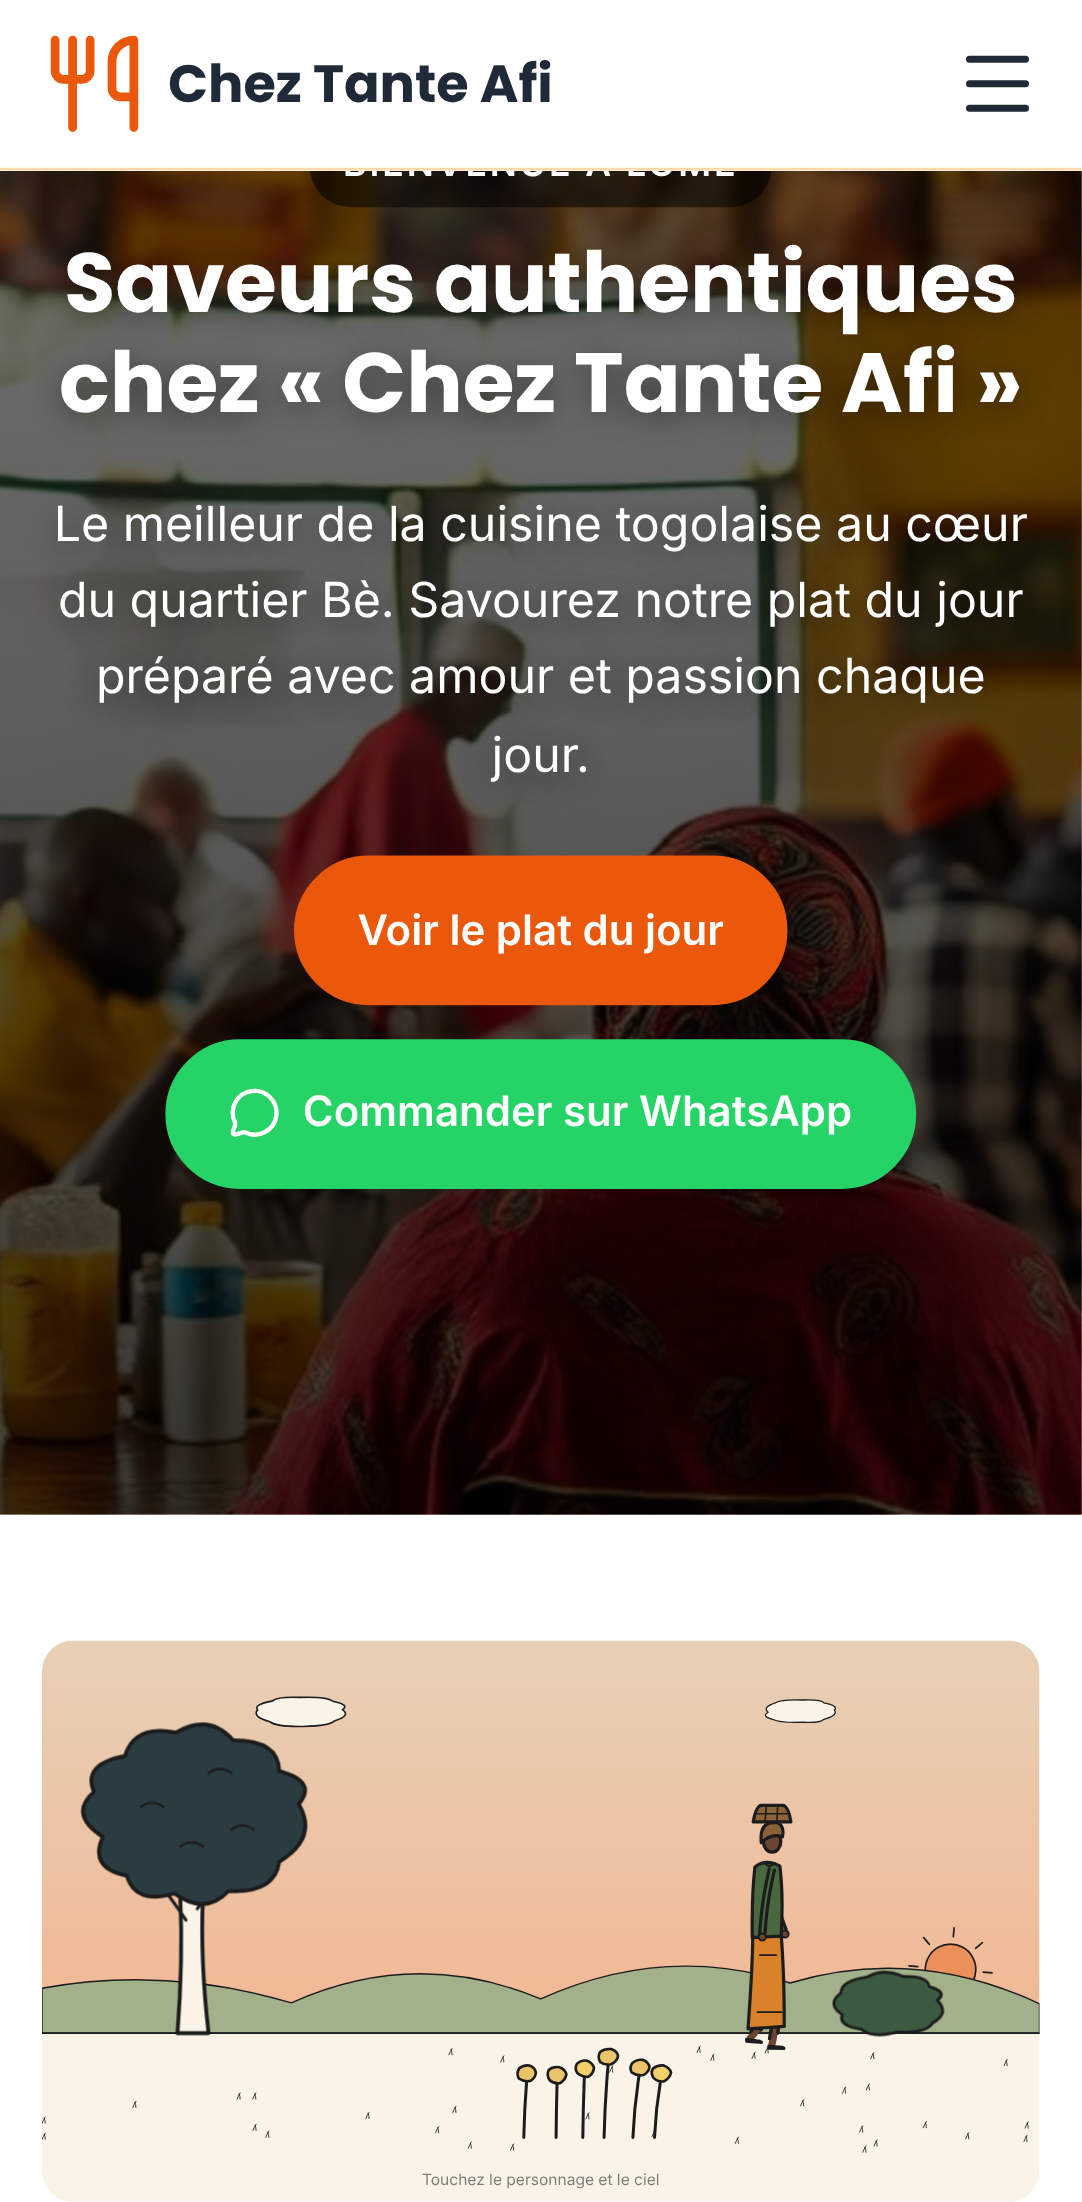 Chez Tante Afi
BIENVENUE À LOMÉ
Saveurs authentiques
chez « Chez Tante Afi »
Le meilleur de la cuisine togolaise au cœur
du quartier Bè. Savourez notre plat du jour
préparé avec amour et passion chaque
jour.
Voir le plat du jour
Commander sur WhatsApp
Touchez le personnage et le ciel